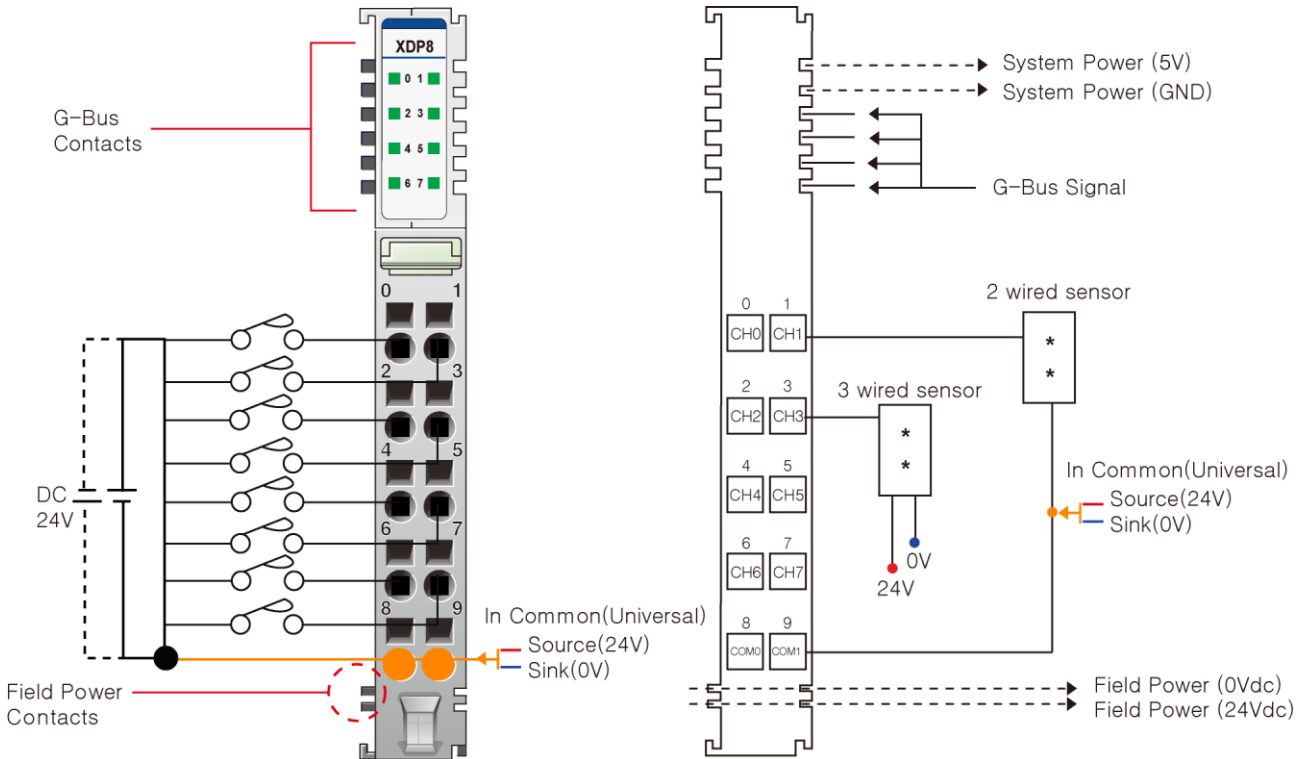 XDP8
0 1
2 3
4 5
6 7
G-Bus
Contacts
0 1
2 3
4 5
6 7
8 9
DC
24V
In Common(Universal)
Source(24V)
Sink(0V)
Field Power
Contacts
System Power (5V)
System Power (GND)
G-Bus Signal
2 wired sensor
*
*
3 wired sensor
*
*
0V
24V
0 1
CH0 CH1
2 3
CH2 CH3
4 5
CH4 CH5
6 7
CH6 CH7
8 9
COM0 COM1
In Common(Universal)
Source(24V)
Sink(0V)
Field Power (0Vdc)
Field Power (24Vdc)